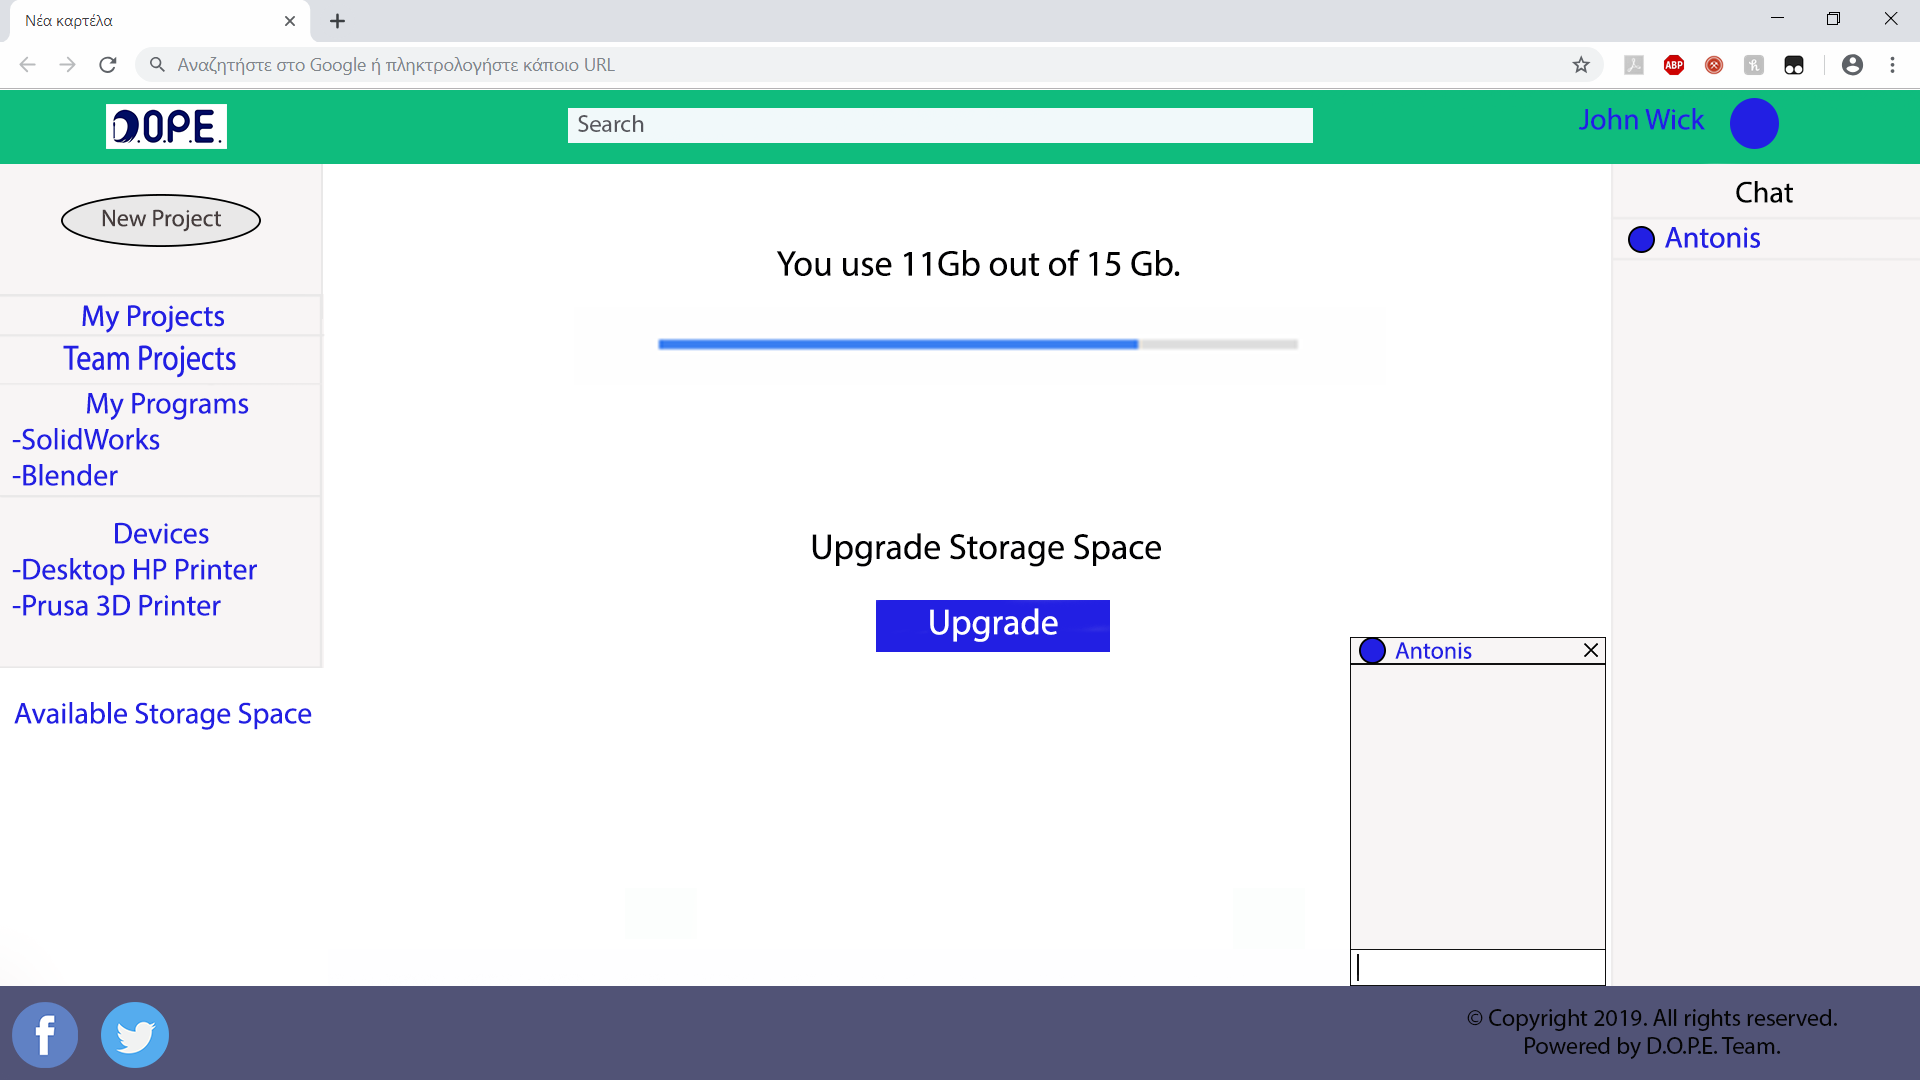 Νέα καρτέλα
Αναζητήστε στο Google ή πληκτρολογήστε κάποιο URL
ABP
D.O.P.E.
Search
John Wick
New Project
My Projects
Team Projects
My Programs
-SolidWorks
-Blender
Devices
-Desktop HP Printer
-Prusa 3D Printer
Available Storage Space
You use 11Gb out of 15 Gb.
Upgrade Storage Space
Upgrade
Chat
Antonis
Antonis
© Copyright 2019. All rights reserved.
Powered by D.O.P.E. Team.